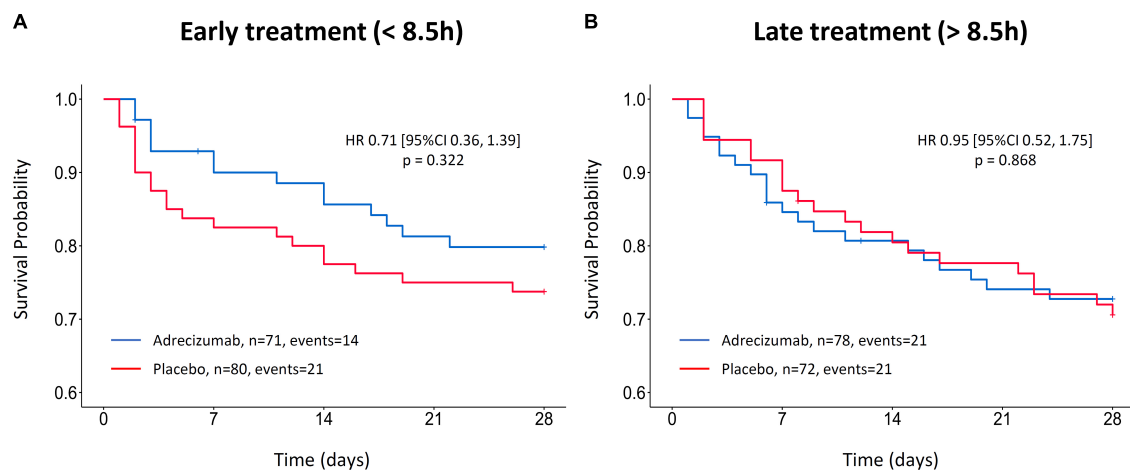 A
Early treatment (< 8.5h)
1.0
0.9
0.8
0.7
0.6
Survival Probability
HR 0.71 [95%CI 0.36, 1.39]
p = 0.322
Adrecizumab, n=71, events=14
Placebo, n=80, events=21
0 7 14 21 28
Time (days)
B
Late treatment (> 8.5h)
1.0
0.9
0.8
0.7
0.6
Survival Probability
HR 0.95 [95%CI 0.52, 1.75]
p = 0.868
Adrecizumab, n=78, events=21
Placebo, n=72, events=21
0 7 14 21 28
Time (days)